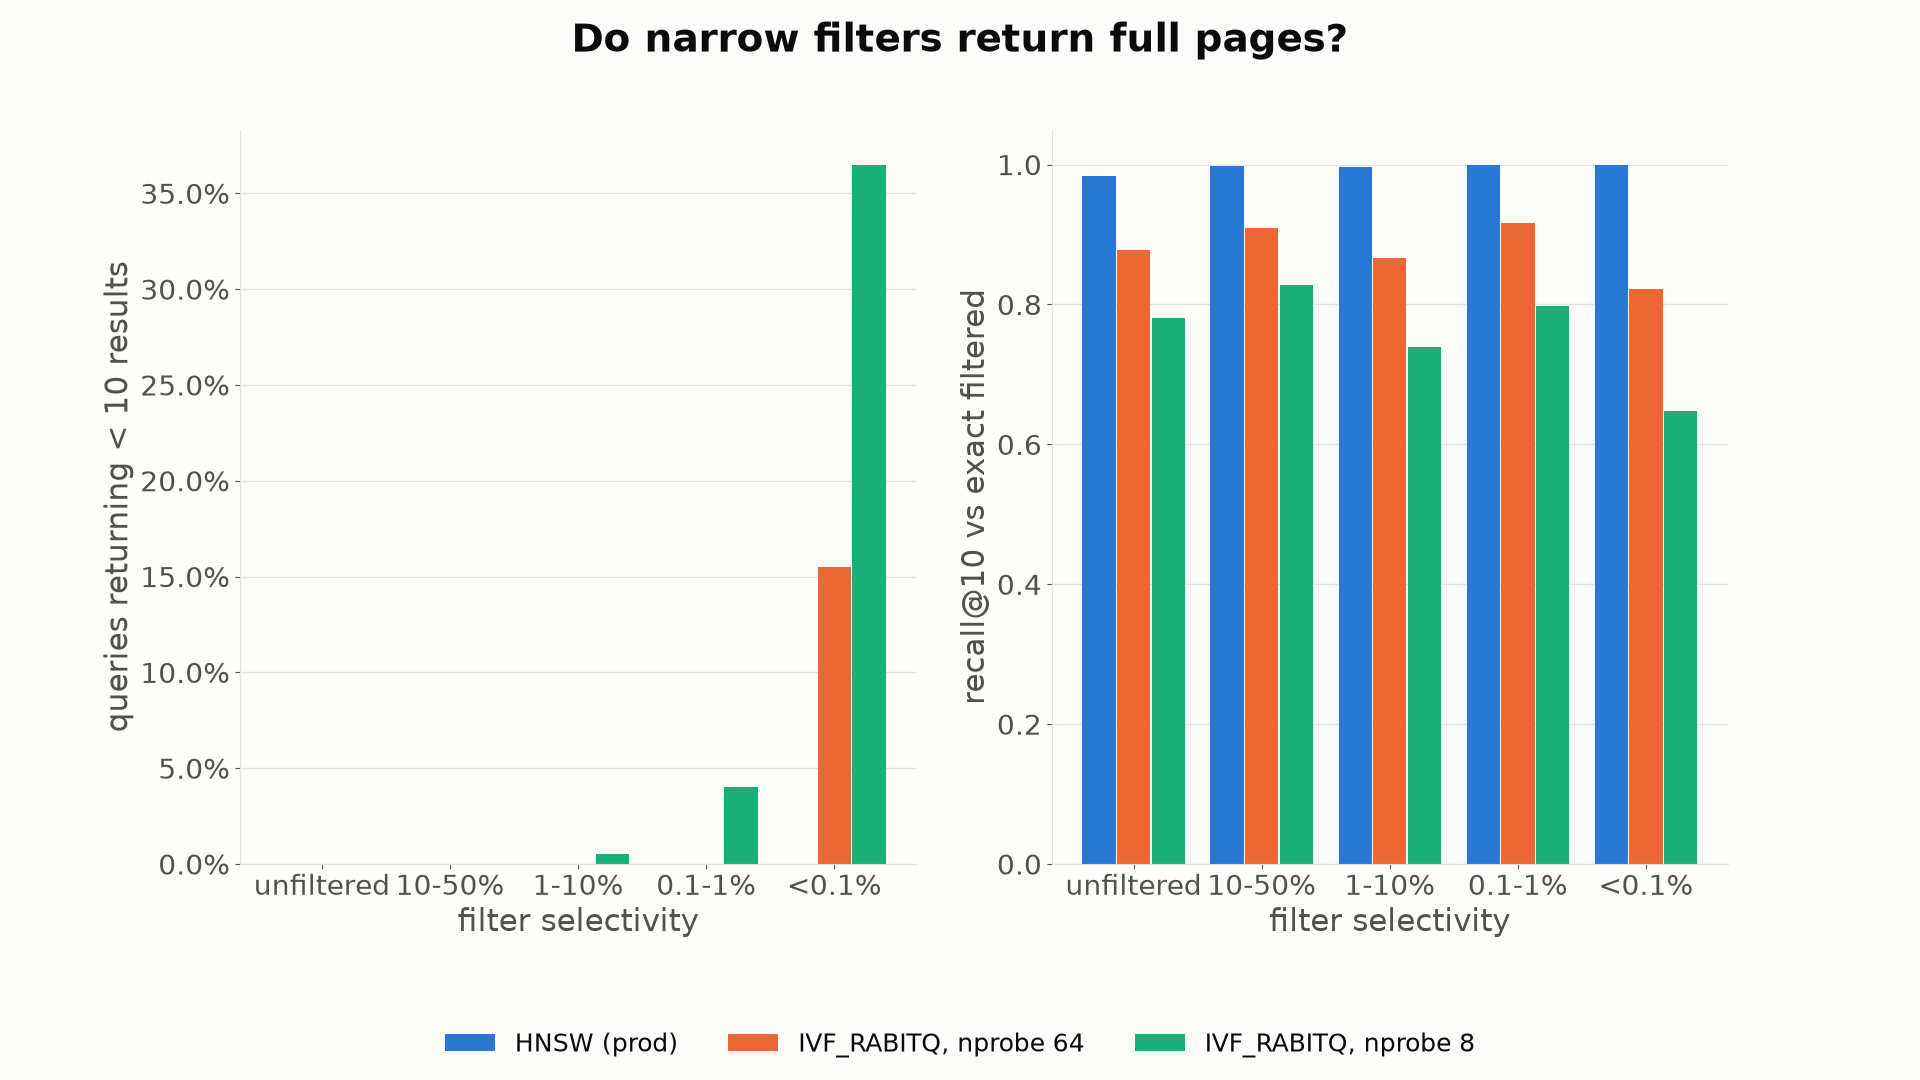 Do narrow filters return full pages?
queries returning < 10 results
35.0%
30.0%
25.0%
20.0%
15.0%
10.0%
5.0%
0.0%
unfiltered 10-50% 1-10% 0.1-1% <0.1%
filter selectivity
recall@10 vs exact filtered
1.0
0.8
0.6
0.4
0.2
0.0
unfiltered 10-50% 1-10% 0.1-1% <0.1%
filter selectivity
HNSW (prod) IVF_RABITQ, nprobe 64 IVF_RABITQ, nprobe 8